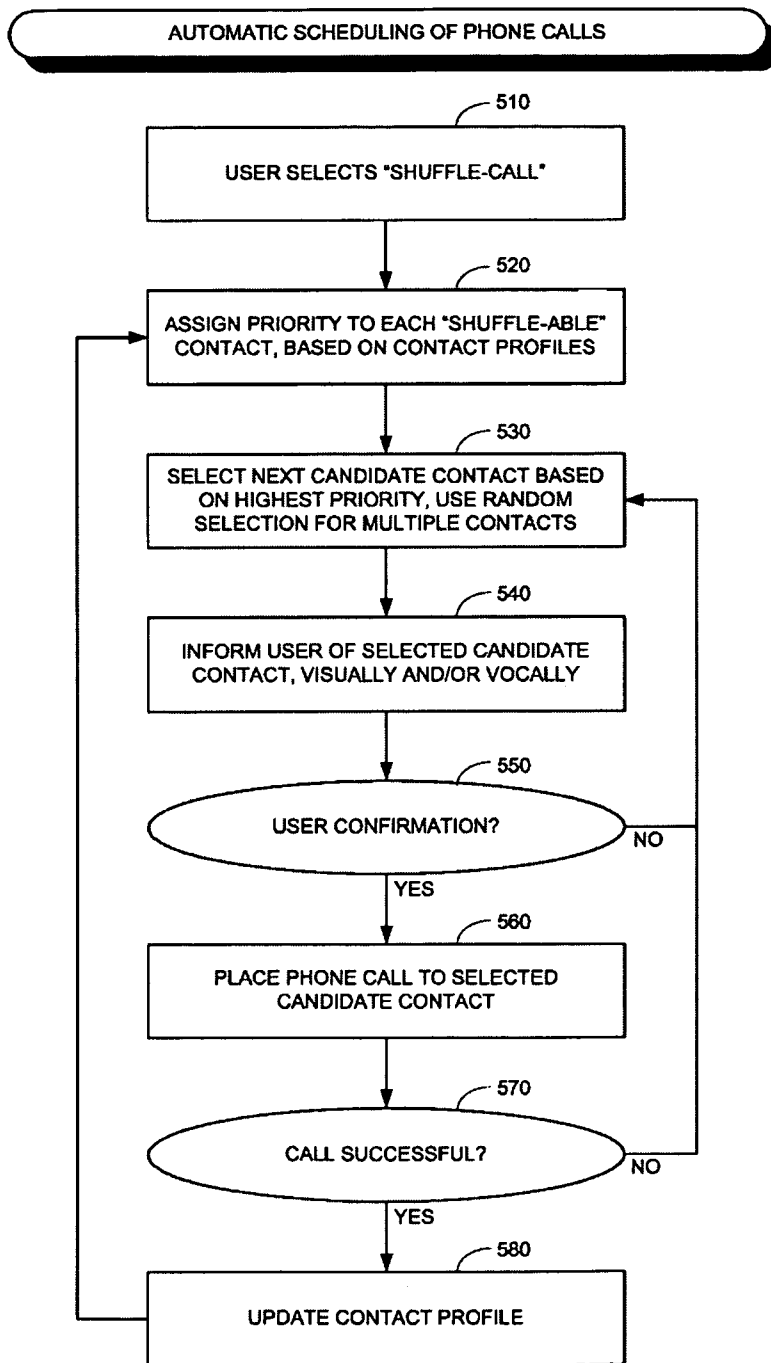 AUTOMATIC SCHEDULING OF PHONE CALLS
510
USER SELECTS "SHUFFLE-CALL"
520
ASSIGN PRIORITY TO EACH "SHUFFLE-ABLE"
CONTACT, BASED ON CONTACT PROFILES
530
SELECT NEXT CANDIDATE CONTACT BASED
ON HIGHEST PRIORITY, USE RANDOM
SELECTION FOR MULTIPLE CONTACTS
540
INFORM USER OF SELECTED CANDIDATE
CONTACT, VISUALLY AND/OR VOCALLY
550
USER CONFIRMATION?
NO
YES
560
PLACE PHONE CALL TO SELECTED
CANDIDATE CONTACT
570
CALL SUCCESSFUL?
NO
YES
580
UPDATE CONTACT PROFILE